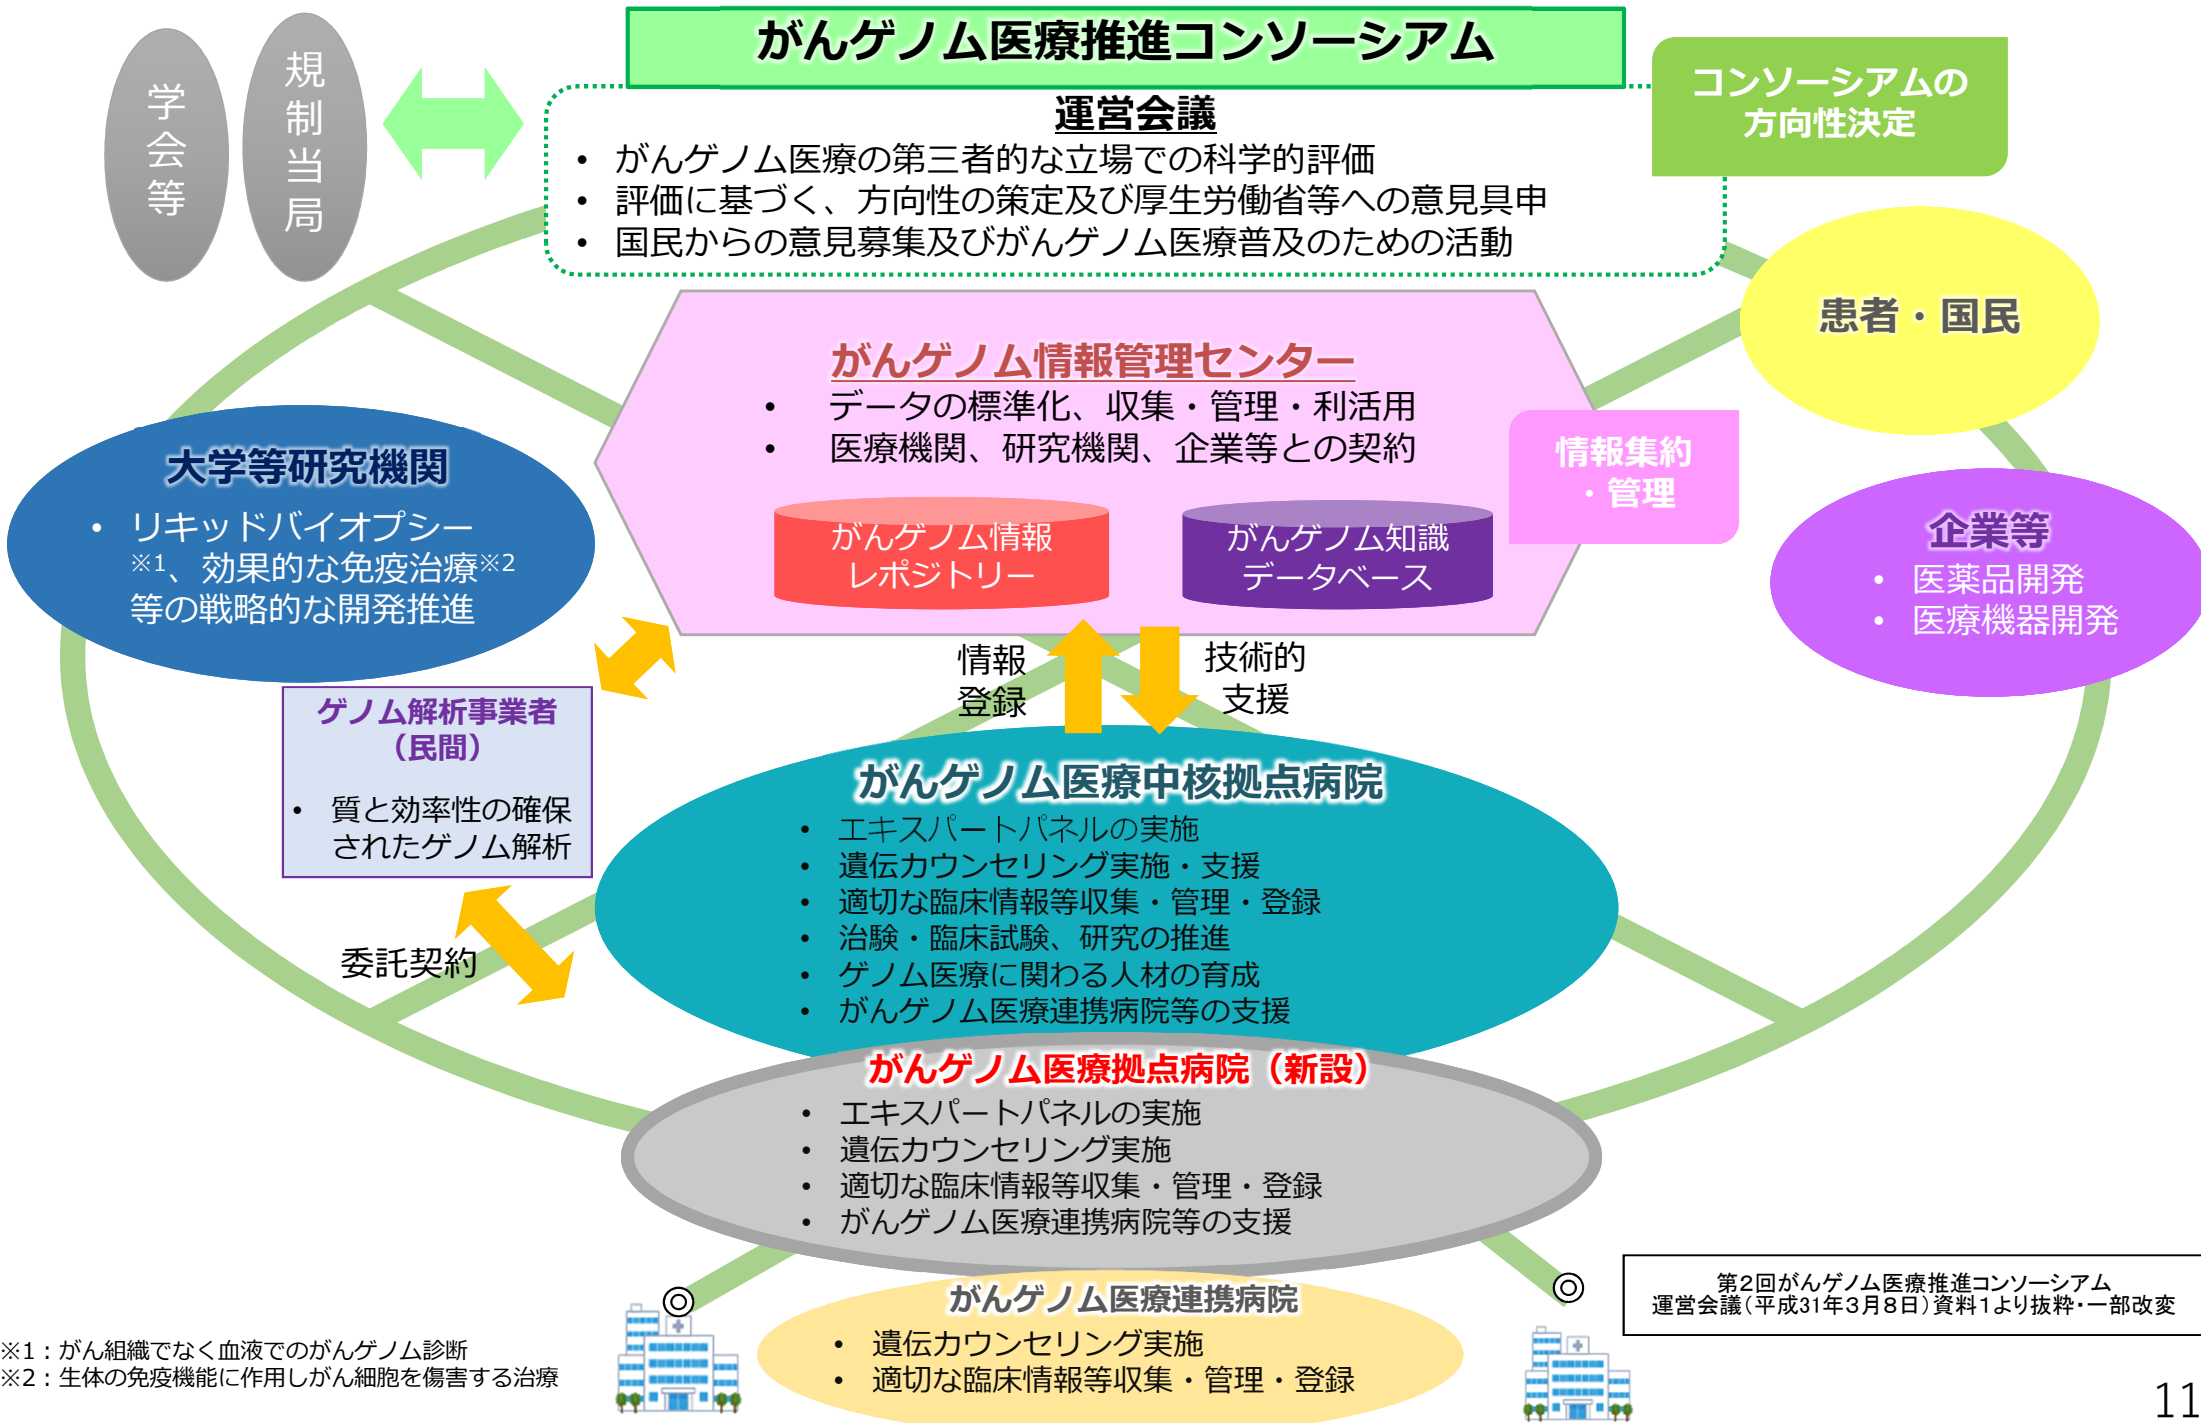 学会等
規制当局
がんゲノム医療推進コンソーシアム
運営会議
• がんゲノム医療の第三者的な立場での科学的評価
• 評価に基づく、方向性の策定及び厚生労働省等への意見具申
• 国民からの意見募集及びがんゲノム医療普及のための活動
コンソーシアムの
方向性決定
患者・国民
がんゲノム情報管理センター
• データの標準化、収集・管理・利活用
• 医療機関、研究機関、企業等との契約
情報集約
・管理
がんゲノム情報
レポジトリー
がんゲノム知識
データベース
大学等研究機関
• リキッドバイオプシー
※1、効果的な免疫治療※2
等の戦略的な開発推進
企業等
• 医薬品開発
• 医療機器開発
情報
登録
技術的
支援
ゲノム解析事業者
（民間）
• 質と効率性の確保
されたゲノム解析
委託契約
がんゲノム医療中核拠点病院
• エキスパートパネルの実施
• 遺伝カウンセリング実施・支援
• 適切な臨床情報等収集・管理・登録
• 治験・臨床試験、研究の推進
• ゲノム医療に関わる人材の育成
• がんゲノム医療連携病院等の支援
がんゲノム医療拠点病院（新設）
• エキスパートパネルの実施
• 遺伝カウンセリング実施
• 適切な臨床情報等収集・管理・登録
• がんゲノム医療連携病院等の支援
がんゲノム医療連携病院
• 遺伝カウンセリング実施
• 適切な臨床情報等収集・管理・登録
第２回がんゲノム医療推進コンソーシアム
運営会議（平成31年３月８日）資料１より抜粋・一部改変
※1：がん組織でなく血液でのがんゲノム診断
※2：生体の免疫機能に作用しがん細胞を傷害する治療
11